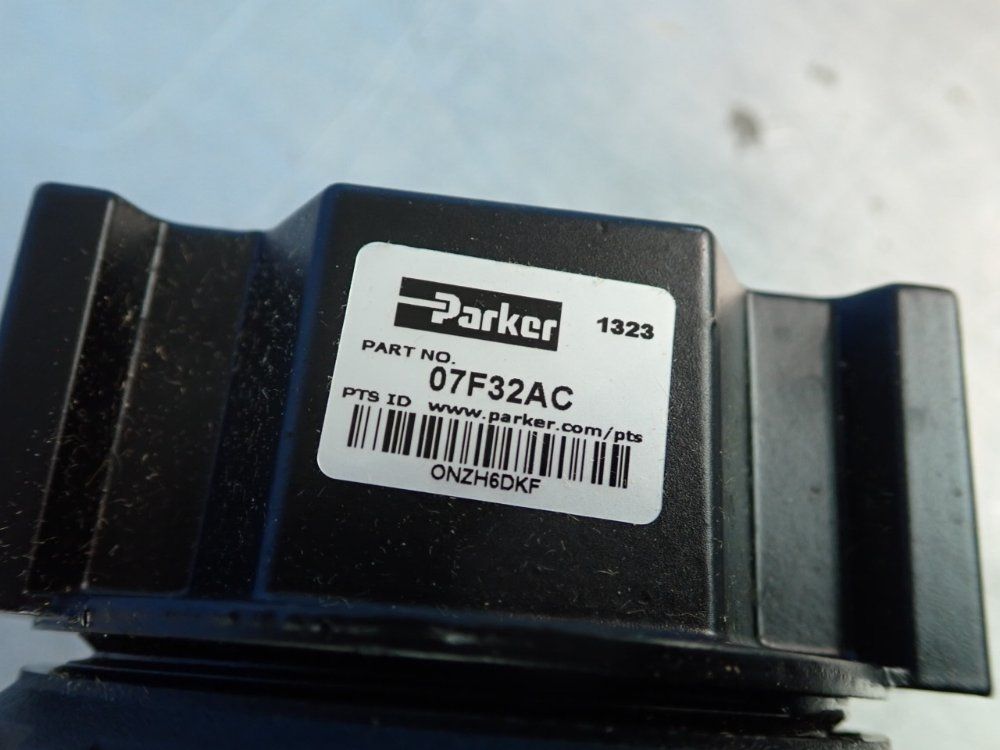 Parker 1323
PART NO.
07F32AC
PTS ID www.parker.com/pts
ONZH6DKF